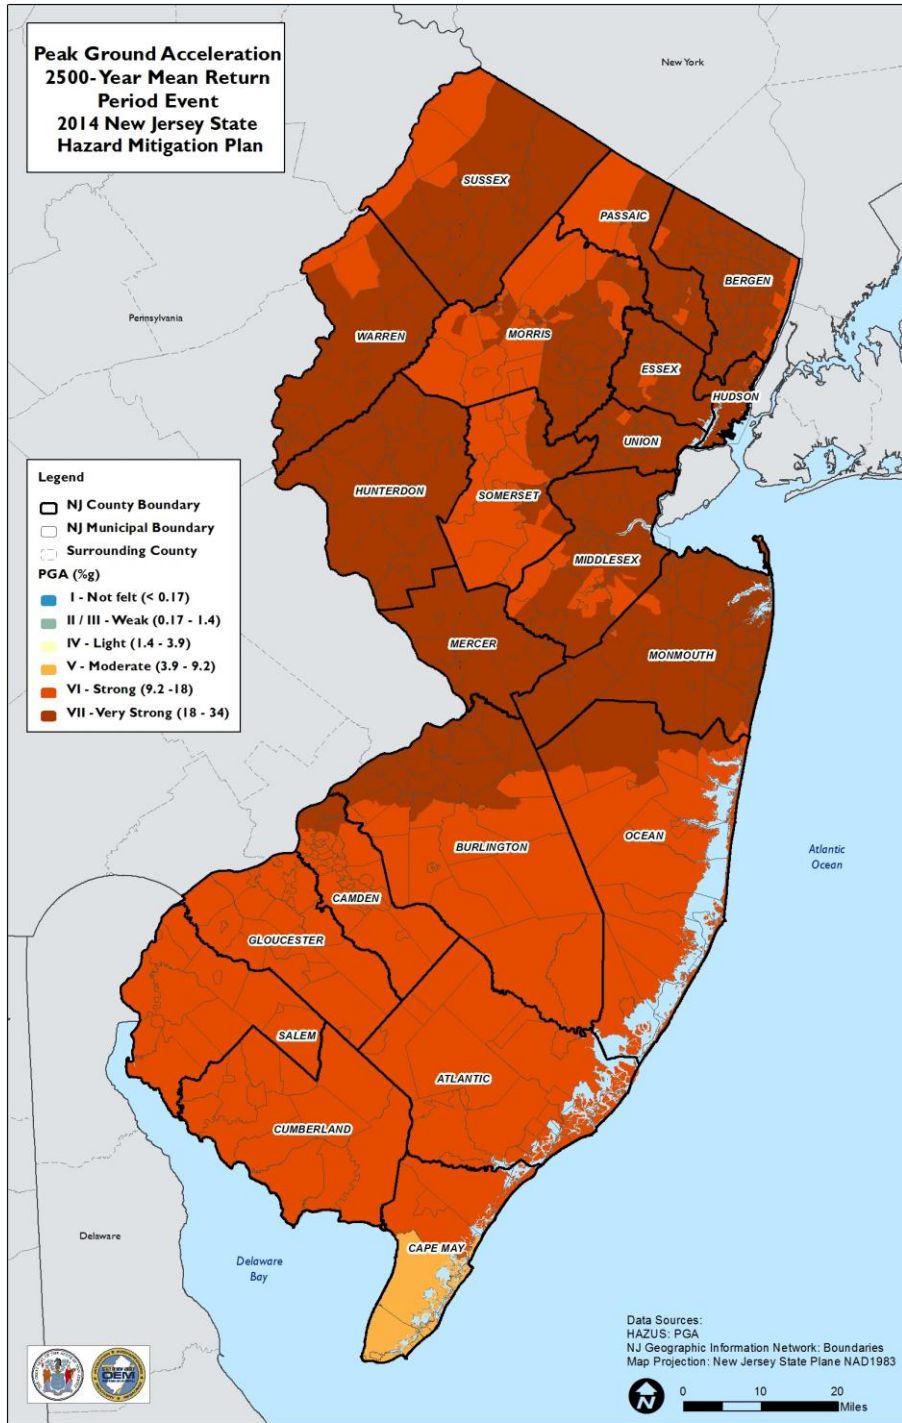 Peak Ground Acceleration
2500-Year Mean Return
Period Event
2014 New Jersey State
Hazard Mitigation Plan
New York
SUSSEX
PASSAIC
BERGEN
Pennsylvania
WARREN
MORRIS
ESSEX
HUDSON
UNION
HUNTERDON
SOMERSET
MIDDLESEX
MERCER
MONMOUTH
Legend
NJ County Boundary
NJ Municipal Boundary
Surrounding County
PGA (%g)
I - Not felt (< 0.17)
II / III - Weak (0.17 - 1.4)
IV - Light (1.4 - 3.9)
V - Moderate (3.9 - 9.2)
VI - Strong (9.2 -18)
VII - Very Strong (18 - 34)
OCEAN
BURLINGTON
Atlantic
Ocean
CAMDEN
GLOUCESTER
SALEM
ATLANTIC
CUMBERLAND
CAPE MAY
Delaware
Delaware
Bay
Data Sources:
HAZUS: PGA
NJ Geographic Information Network: Boundaries
Map Projection: New Jersey State Plane NAD1983
OEM
N
0 10 20
Miles